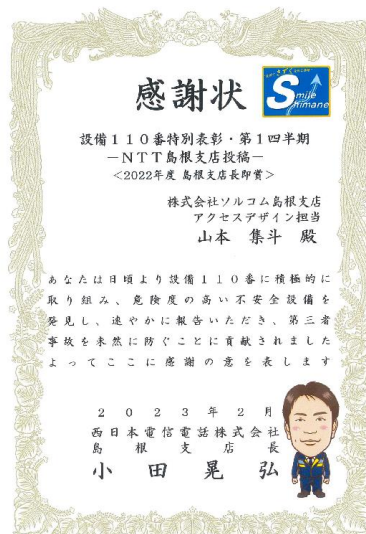 感謝状
Smile
Shimane
設備110番特別表彰・第1四半期
－NTT島根支店投稿－
＜2022年度 島根支店長即賞＞
株式会社ソルコム島根支店
アクセスデザイン担当
山本 隼斗 殿
あなたは日頃より設備110番に積極的に
取り組み、危険度の高い不安全設備を
発見し、速やかに報告いただき、第三者
事故を未然に防ぐことに貢献されました
よってここに感謝の意を表します
2023年2月
西日本電信電話株式会社
島根支店長
小田晃弘